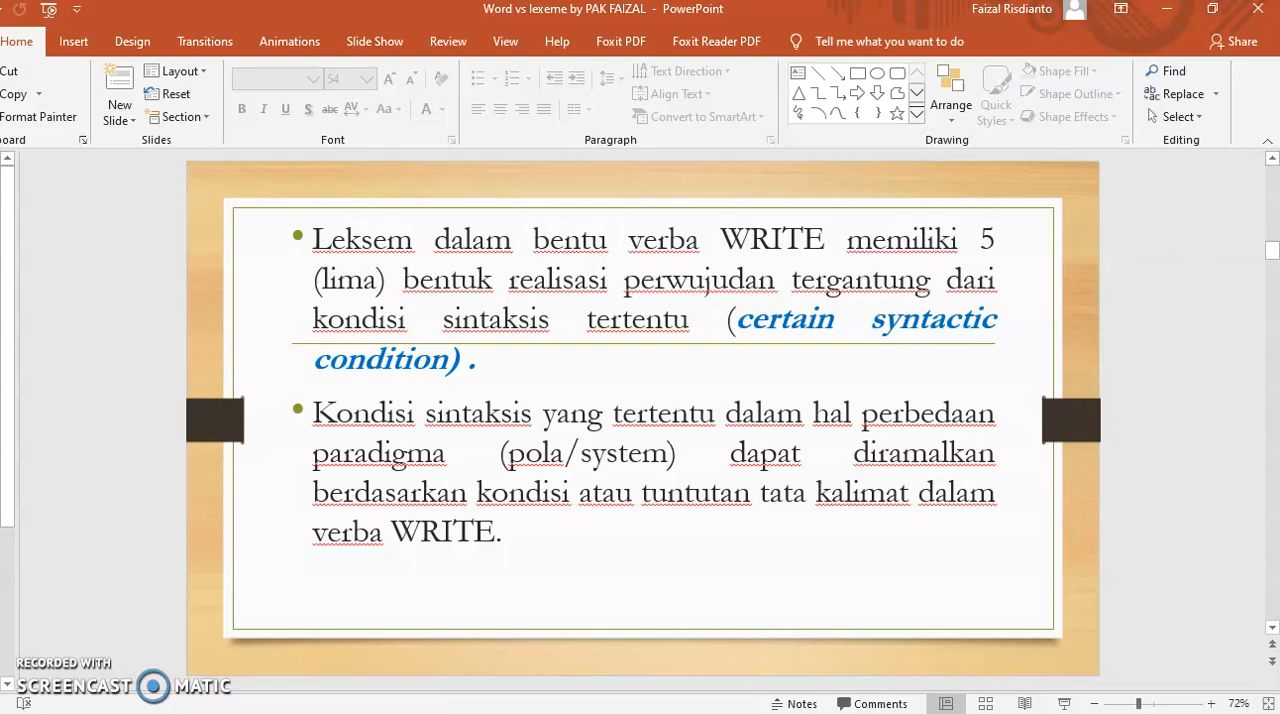 Word vs lexeme by PAK FAIZAL - PowerPoint
Faizal Risdianto
Home Insert Design Transitions Animations Slide Show Review View Help Foxit PDF Foxit Reader PDF Tell me what you want to do Share
Cut
Copy
Format Painter
board
New
Slide
Layout
Reset
Section
Slides
54
B I U S abc AV Aa A
Font
Text Direction
Align Text
Convert to SmartArt
Paragraph
Arrange
Quick
Styles
Shape Fill
Shape Outline
Shape Effects
Drawing
Find
Replace
Select
Editing
• Leksem dalam bentu verba WRITE memiliki 5
(lima) bentuk realisasi perwujudan tergantung dari
kondisi sintaksis tertentu (certain syntactic
condition) .
• Kondisi sintaksis yang tertentu dalam hal perbedaan
paradigma (pola/system) dapat diramalkan
berdasarkan kondisi atau tuntutan tata kalimat dalam
verba WRITE.
RECORDED WITH
SCREENCAST MATIC
Notes Comments 72%